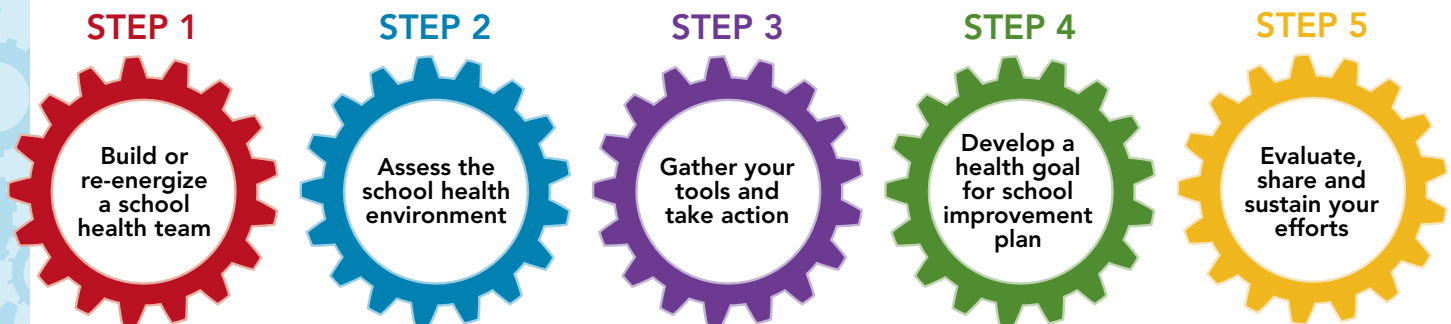 STEP 1
Build or
re-energize
a school
health team
STEP 2
Assess the
school health
environment
STEP 3
Gather your
tools and
take action
STEP 4
Develop a
health goal
for school
improvement
plan
STEP 5
Evaluate,
share and
sustain your
efforts